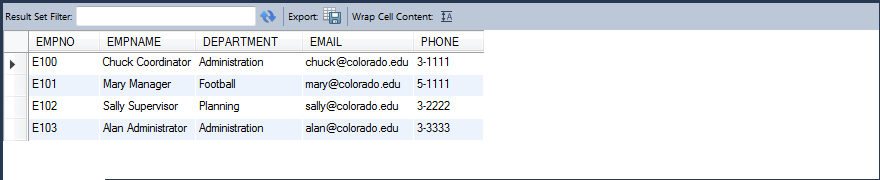 Result Set Filter: Export: Wrap Cell Content: IA
EMPNO EMPNAME DEPARTMENT EMAIL PHONE
E100 Chuck Coordinator Administration chuck@colorado.edu 3-1111
E101 Mary Manager Football mary@colorado.edu 5-1111
E102 Sally Supervisor Planning sally@colorado.edu 3-2222
E103 Alan Administrator Administration alan@colorado.edu 3-3333